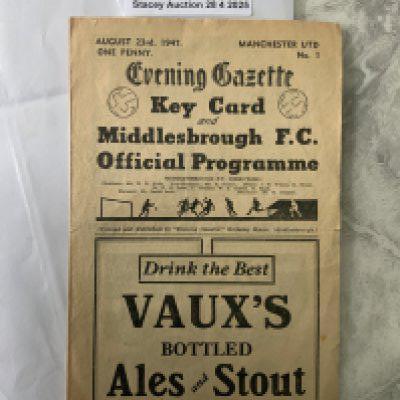 Stacey Auction 28 4 2025
AUGUST 23rd. 1947. MANCHESTER UTD
ONE PENNY. No. 1
Evening Gazette
Key Card
and
Middlesbrough F.C.
Official Programme
Drink the Best
VAUX'S
BOTTLED
Ales and Stout